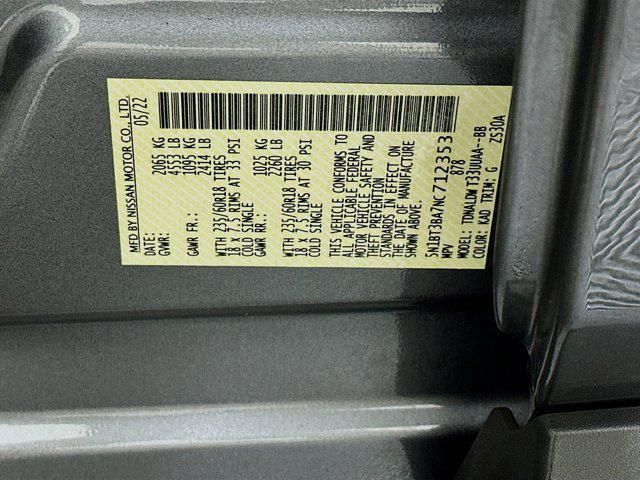 MFD BY NISSAN MOTOR CO., LTD.
DATE: 05/22
GVWR: 2065 KG
4553 LB
GAWR FR.: 1095 KG
2414 LB
WITH 235/60R18 TIRES
18 x 7.5 RIMS AT 33 PSI
COLD SINGLE
GAWR RR.: 1025 KG
2260 LB
WITH 235/60R18 TIRES
18 x 7.5 RIMS AT 30 PSI
COLD SINGLE
THIS VEHICLE CONFORMS TO
ALL APPLICABLE FEDERAL
MOTOR VEHICLE SAFETY AND
THEFT PREVENTION
STANDARDS IN EFFECT ON
THE DATE OF MANUFACTURE
SHOWN ABOVE.
5N1BT3BA7NC712353
MPV 878
MODEL: TDNALDW T33UUAA--BB
COLOR: KAD TRIM: G ZS30A